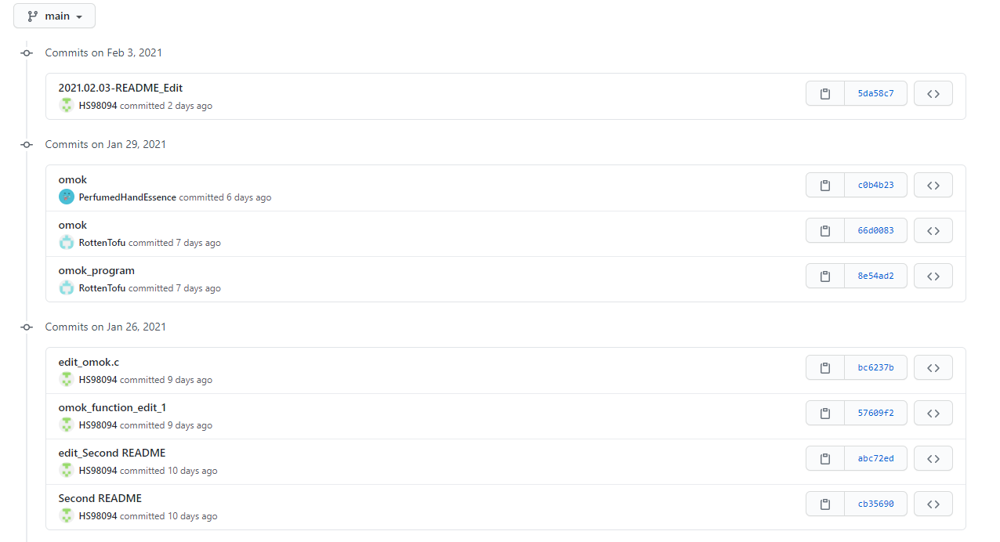 main
Commits on Feb 3, 2021
2021.02.03-README_Edit
5da58c7
HS98094 committed 2 days ago
Commits on Jan 29, 2021
omok
c0b4b23
PerfumedHandEssence committed 6 days ago
omok
66d0083
RottenTofu committed 7 days ago
omok_program
8e54ad2
RottenTofu committed 7 days ago
Commits on Jan 26, 2021
edit_omok.c
bc6237b
HS98094 committed 9 days ago
omok_function_edit_1
57609f2
HS98094 committed 9 days ago
edit_Second README
abc72ed
HS98094 committed 10 days ago
Second README
cb35690
HS98094 committed 10 days ago